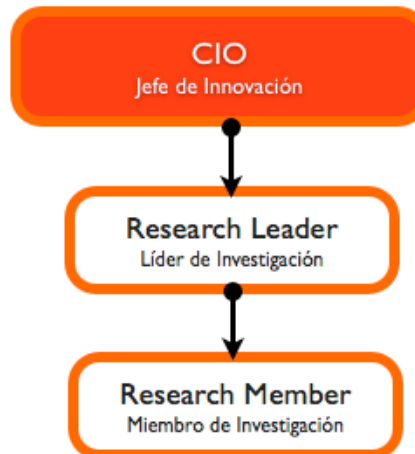 CIO
Jefe de Innovación
Research Leader
Líder de Investigación
Research Member
Miembro de Investigación